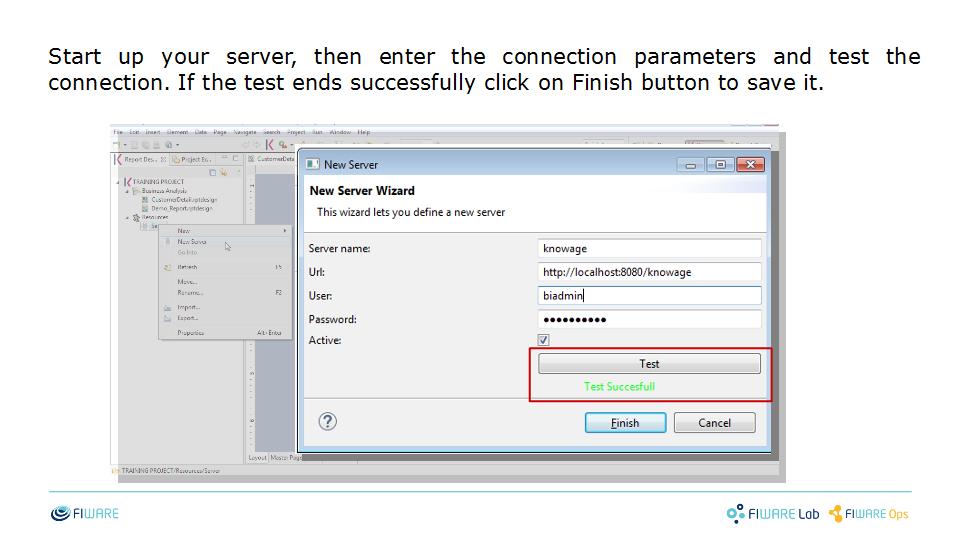 Start up your server, then enter the connection parameters and test the
connection. If the test ends successfully click on Finish button to save it.
File Edit Insert Element Data Page Navigate Search Project Run Window Help
Report Des... Project Ex... CustomerDetai
TRAINING PROJECT
Business Analysis
CustomerDetail.rptdesign
Demo_Report.rptdesign
Resources
New
New Server
Go Into
Refresh F5
Move...
Rename... F2
Import...
Export...
Properties Alt+Enter
Layout Master Page
TRAINING PROJECT/Resources/Server
New Server
New Server Wizard
This wizard lets you define a new server
Server name: knowage
Url: http://localhost:8080/knowage
User: biadmin
Password: ●●●●●●●●●●
Active:
Test
Test Succesfull
Finish Cancel
FIWARE FIWARE Lab FIWARE Ops